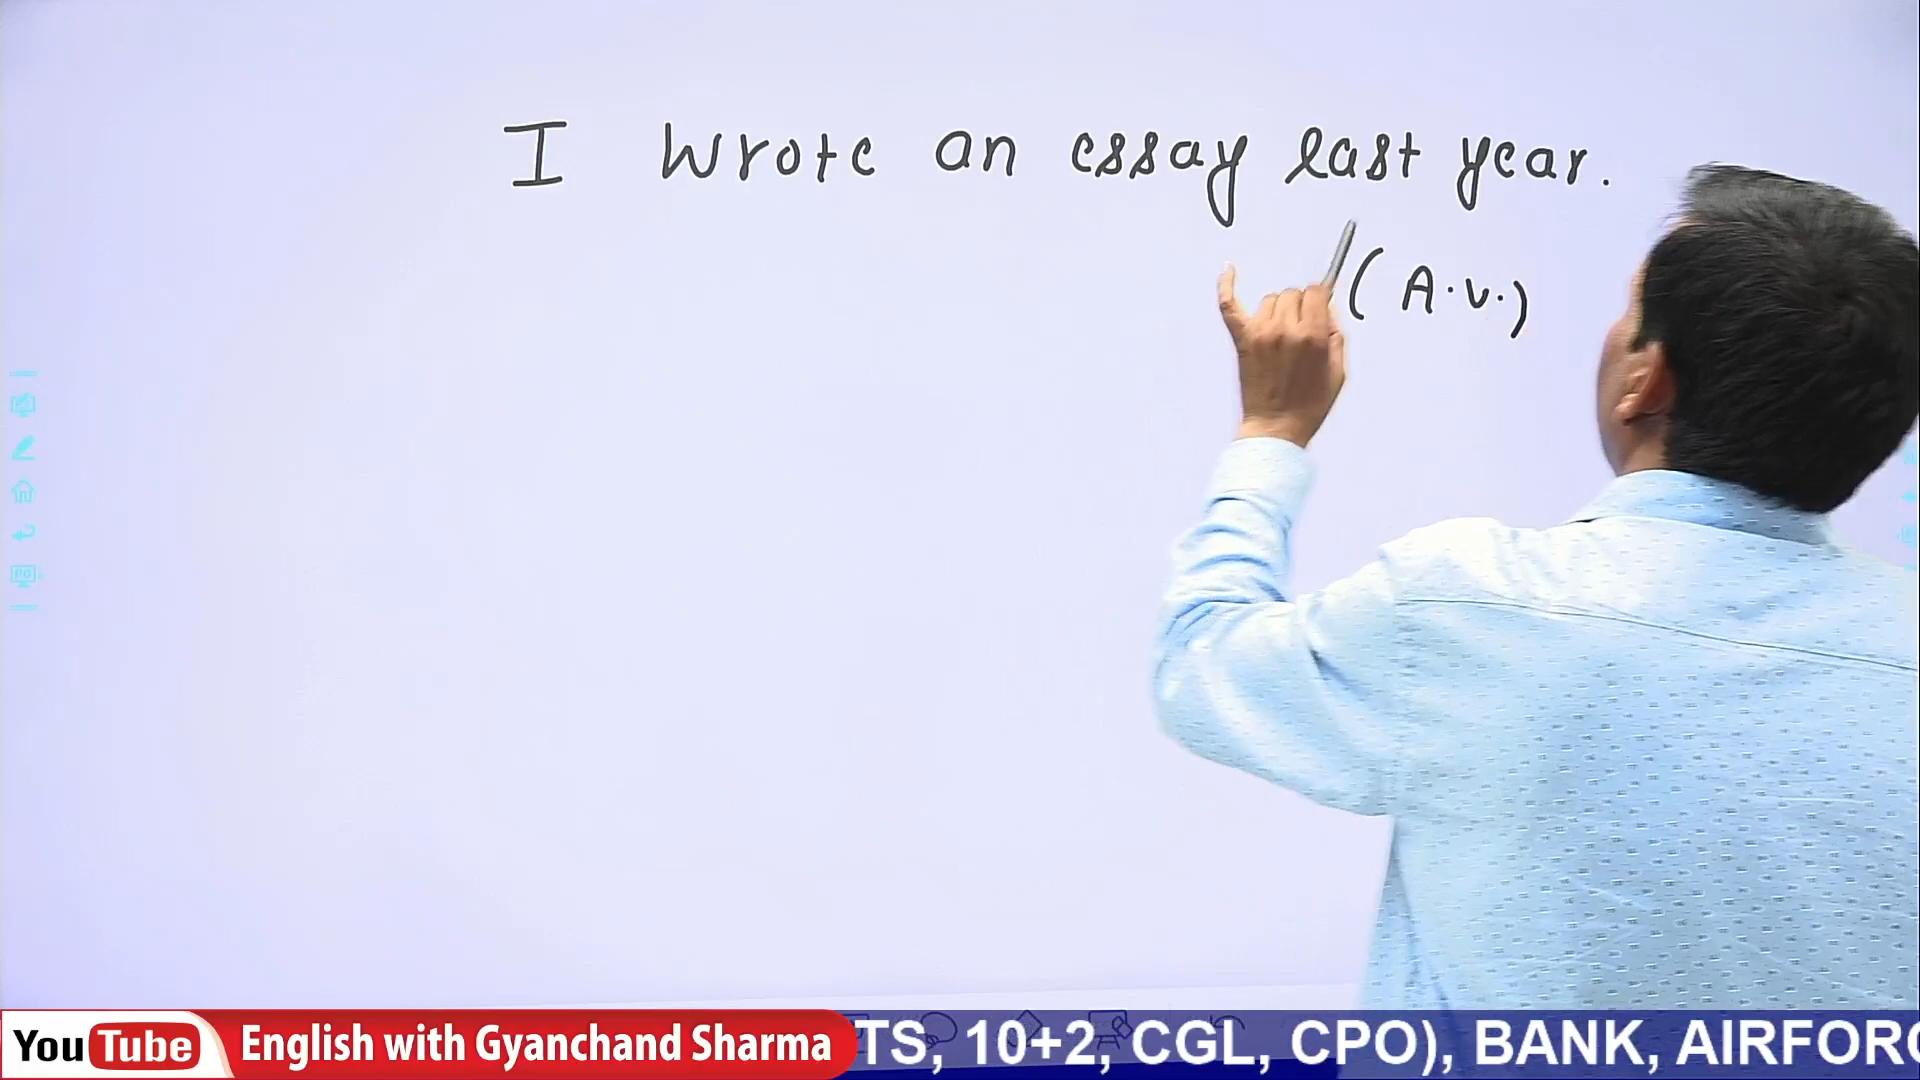 I Wrote an essay last year.
( A.V.)
YouTube English with Gyanchand Sharma TS, 10+2, CGL, CPO), BANK, AIRFORC